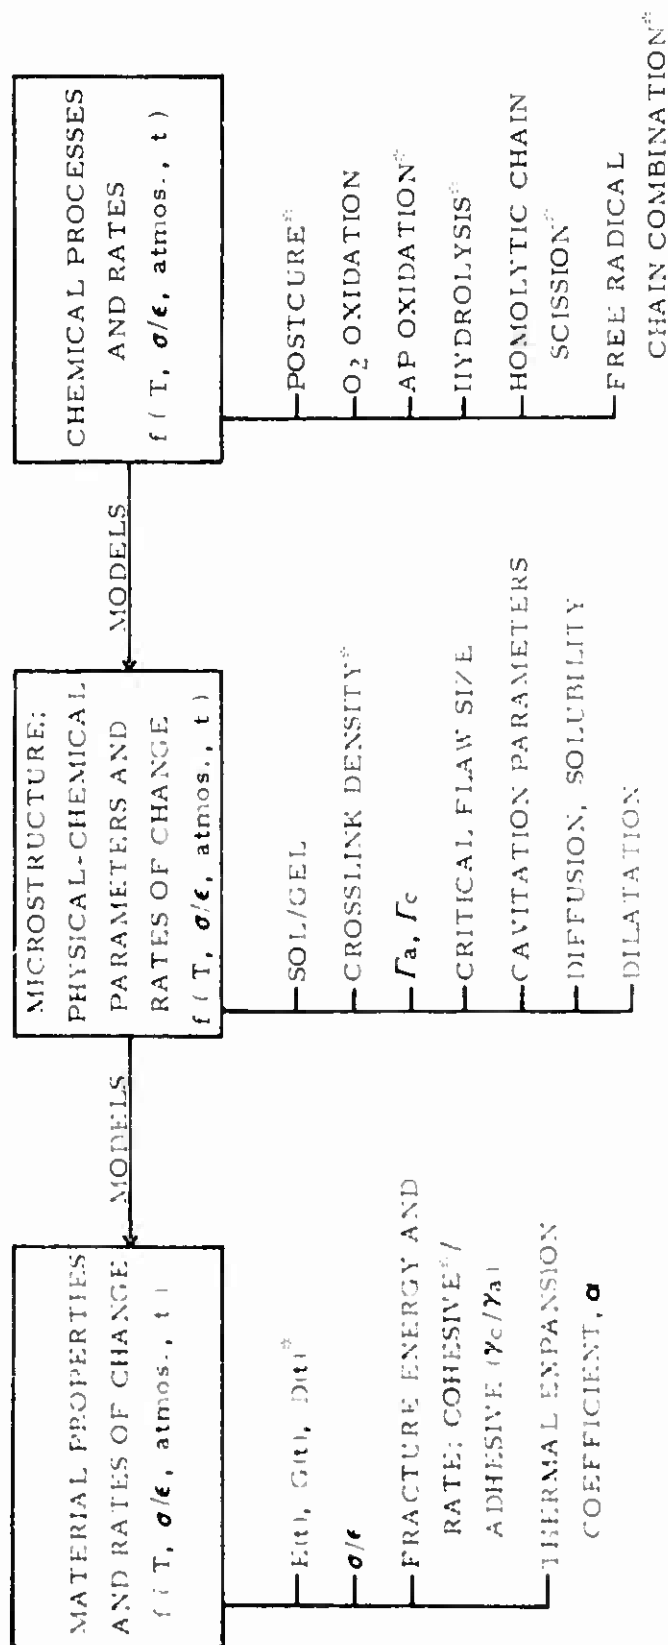 MATERIAL PROPERTIES
AND RATES OF CHANGE
f ( T, σ/ϵ, atmos., t )
E(t), G(t), D(t)*
σ/ϵ
FRACTURE ENERGY AND
RATE; COHESIVE*/
ADHESIVE (γc/γa)
THERMAL EXPANSION
COEFFICIENT, α
MODELS
MICROSTRUCTURE;
PHYSICAL-CHEMICAL
PARAMETERS AND
RATES OF CHANGE
f ( T, σ/ϵ, atmos., t )
SOL/GEL
CROSSLINK DENSITY*
Γa, Γc
CRITICAL FLAW SIZE
CAVITATION PARAMETERS
DIFFUSION, SOLUBILITY
DILATATION
MODELS
CHEMICAL PROCESSES
AND RATES
f ( T, σ/ϵ, atmos., t )
POSTCURE*
O₂ OXIDATION
AP OXIDATION*
HYDROLYSIS*
HOMOLYTIC CHAIN
SCISSION*
FREE RADICAL
CHAIN COMBINATION*